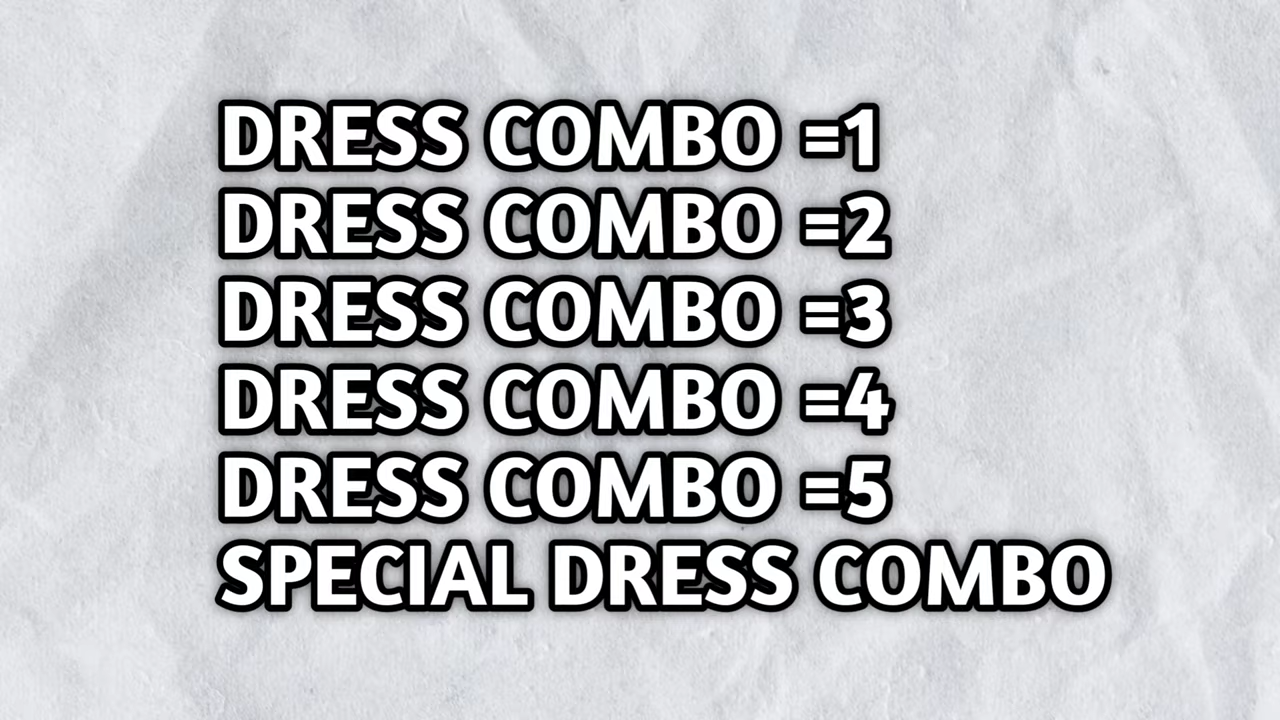 DRESS COMBO =1
DRESS COMBO =2
DRESS COMBO =3
DRESS COMBO =4
DRESS COMBO =5
SPECIAL DRESS COMBO